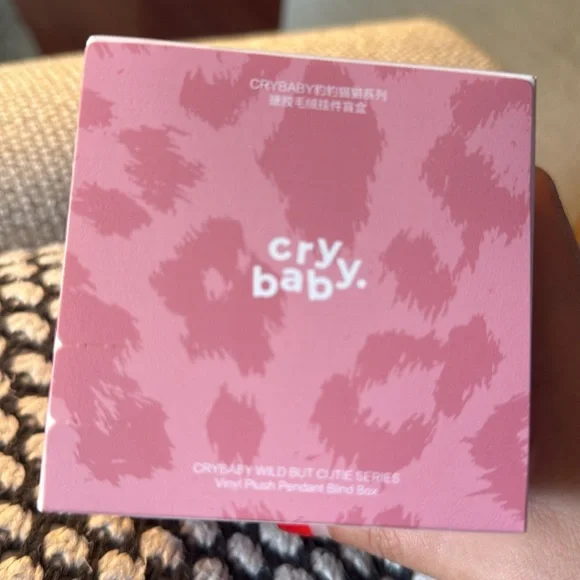 CRYBABY豹豹猫猫系列
搪胶毛绒挂件盲盒
cry
baby.
CRYBABY WILD BUT CUTIE SERIES
Vinyl Plush Pendant Blind Box